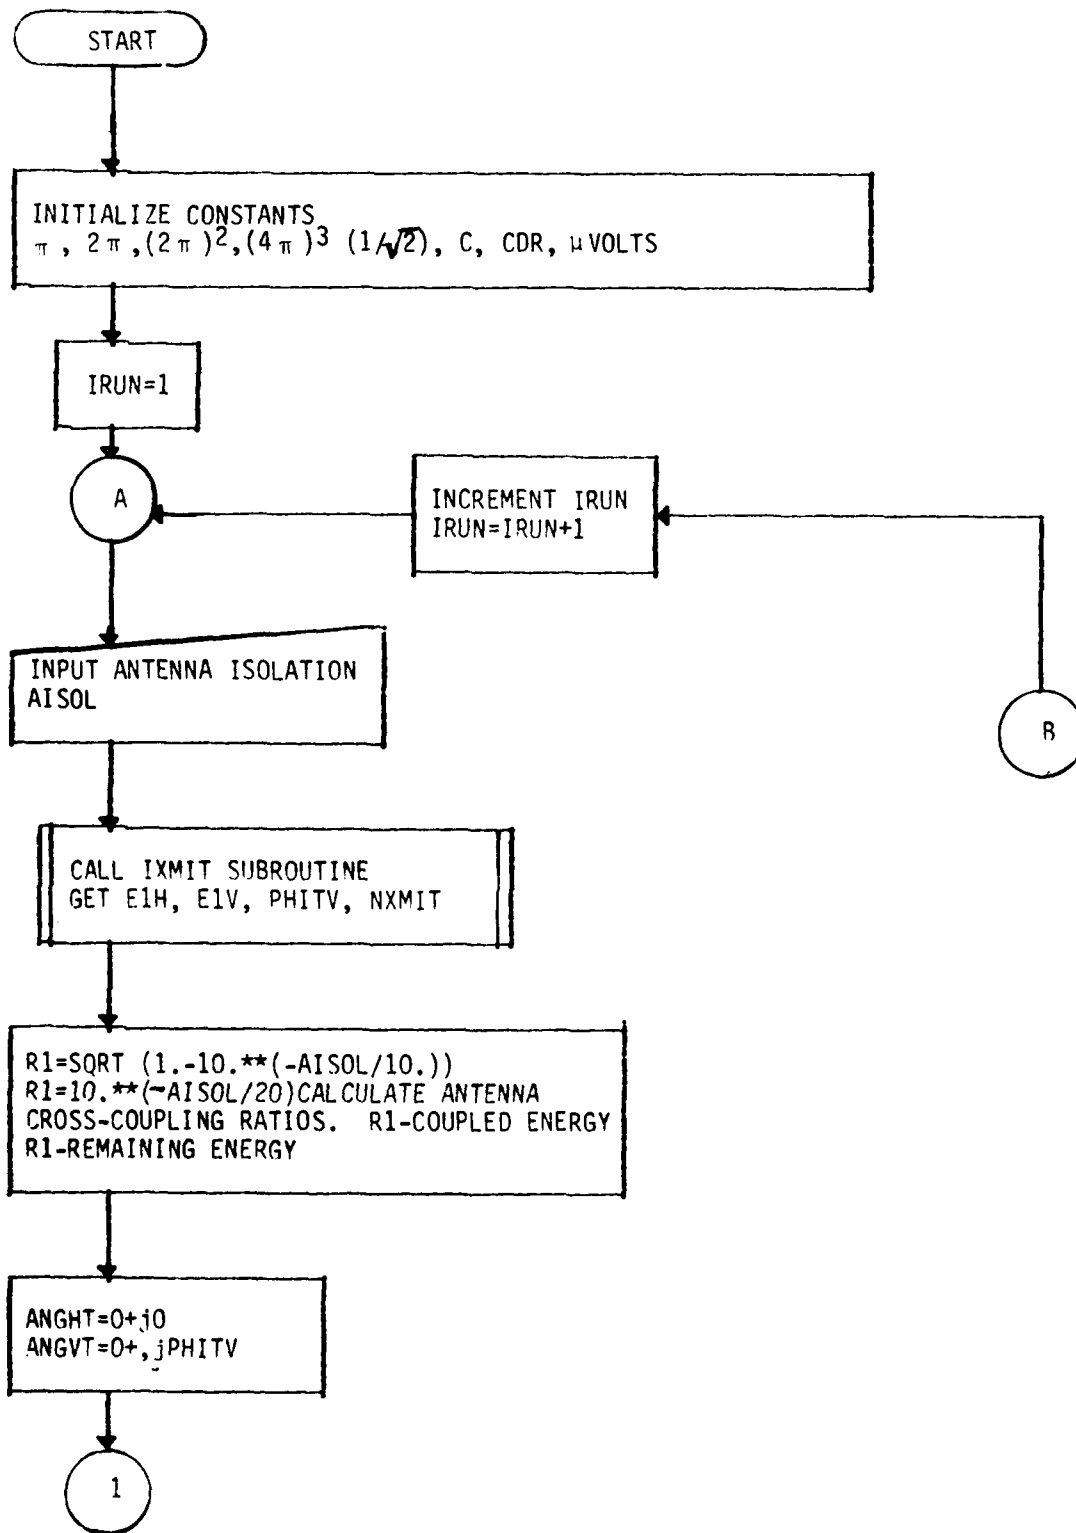 START
INITIALIZE CONSTANTS
π, 2π,(2π)²,(4π)³ (1/√2), C, CDR, μVOLTS
IRUN=1
A
INCREMENT IRUN
IRUN=IRUN+1
INPUT ANTENNA ISOLATION
AISOL
B
CALL IXMIT SUBROUTINE
GET E1H, E1V, PHITV, NXMIT
R1=SQRT (1.-10.**(-AISOL/10.))
R1=10.**(-AISOL/20)CALCULATE ANTENNA
CROSS-COUPLING RATIOS. R1-COUPLED ENERGY
R1-REMAINING ENERGY
ANGHT=0+j0
ANGVT=0+,jPHITV
1